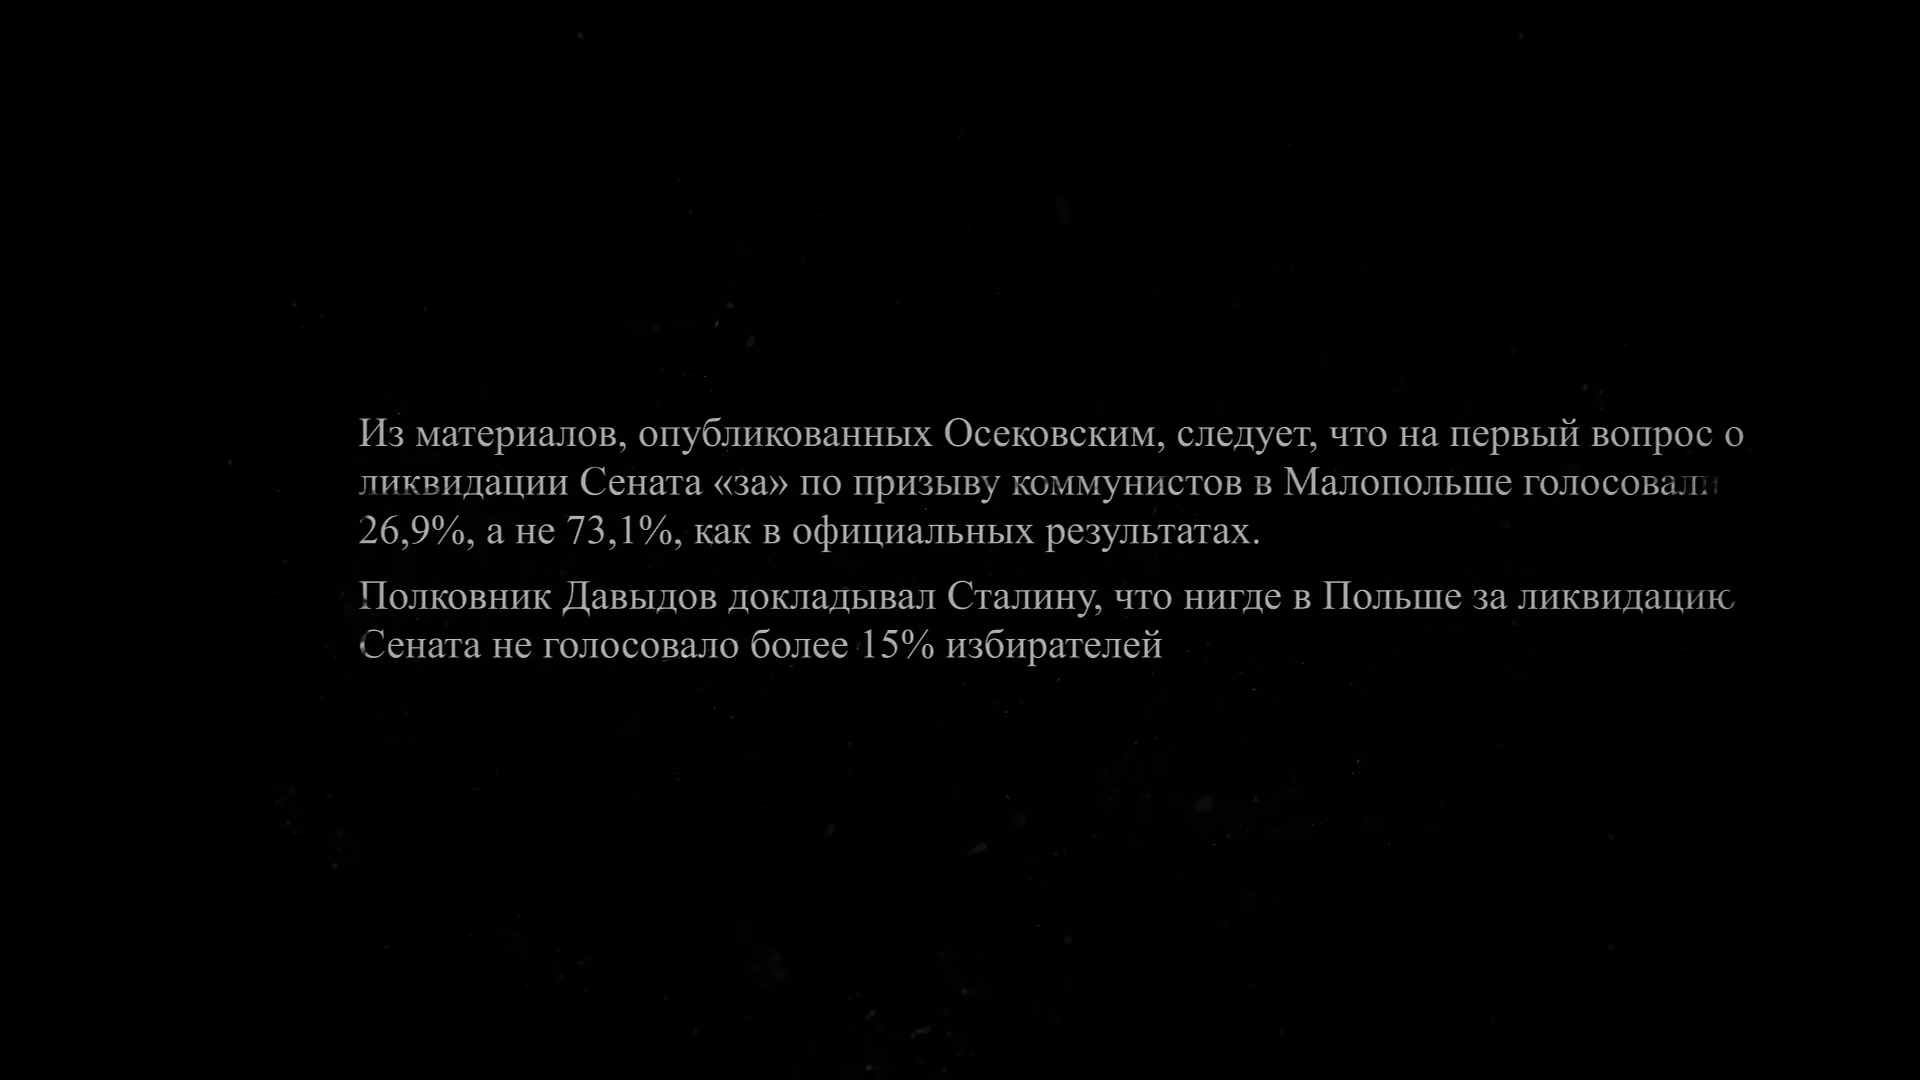 Из материалов, опубликованных Осековским, следует, что на первый вопрос о
ликвидации Сената «за» по призыву коммунистов в Малопольше голосовали
26,9%, а не 73,1%, как в официальных результатах.
Полковник Давыдов докладывал Сталину, что нигде в Польше за ликвидацию
Сената не голосовало более 15% избирателей